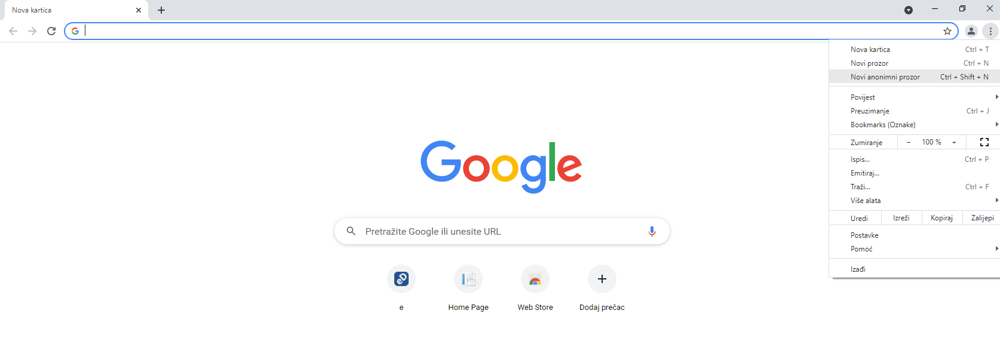 Nova kartica
Nova kartica Ctrl + T
Novi prozor Ctrl + N
Novi anonimni prozor Ctrl + Shift + N
Povijest
Preuzimanje Ctrl + J
Bookmarks (Oznake)
Zumiranje − 100 % +
Ispis... Ctrl + P
Emitiraj...
Traži... Ctrl + F
Više alata
Uredi Izreži Kopiraj Zalijepi
Postavke
Pomoć
Izađi
Google
Pretražite Google ili unesite URL
eD
e Home Page Web Store Dodaj prečac